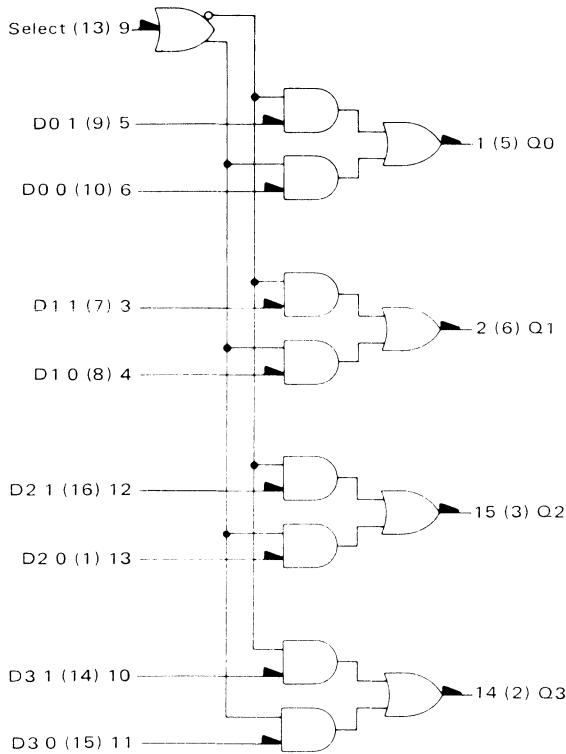 Select (13) 9
D0 1 (9) 5
1 (5) Q0
D0 0 (10) 6
D1 1 (7) 3
2 (6) Q1
D1 0 (8) 4
D2 1 (16) 12
15 (3) Q2
D2 0 (1) 13
D3 1 (14) 10
14 (2) Q3
D3 0 (15) 11